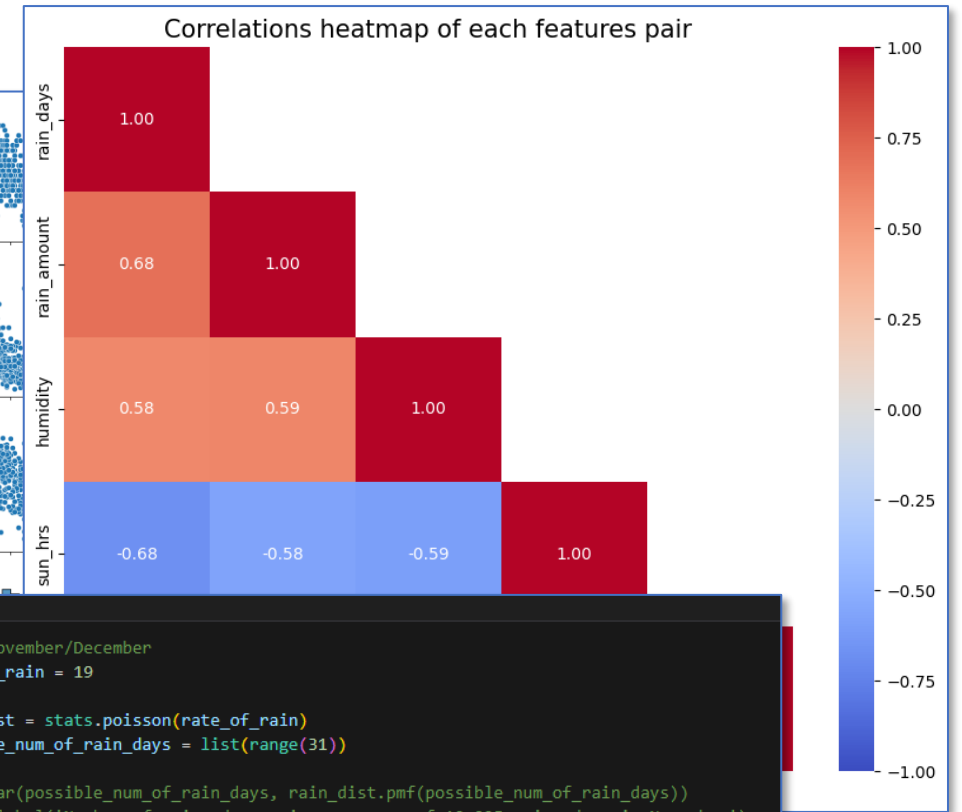 Correlations heatmap of each features pair
rain_days
1.00
rain_amount
0.68 1.00
humidity
0.58 0.59 1.00
sun_hrs
-0.68 -0.58 -0.59 1.00
1.00
0.75
0.50
0.25
0.00
−0.25
−0.50
−0.75
−1.00
ovember/December
_rain = 19
st = stats.poisson(rate_of_rain)
e_num_of_rain_days = list(range(31))
ar(possible_num_of_rain_days, rain_dist.pmf(possible_num_of_rain_days))